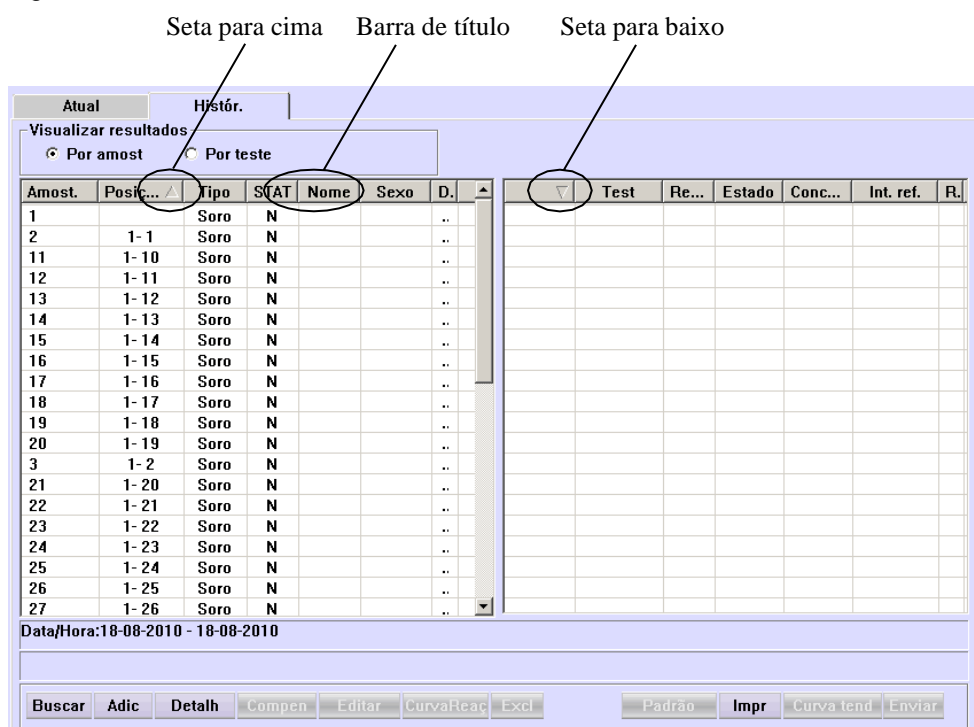 Seta para cima Barra de título Seta para baixo
Atual Histór.
Visualizar resultados
Por amost Por teste
Amost. Posiç... Tipo STAT Nome Sexo D. Test Re... Estado Conc... Int. ref. R.
1 Soro N ..
2 1- 1 Soro N ..
11 1- 10 Soro N ..
12 1- 11 Soro N ..
13 1- 12 Soro N ..
14 1- 13 Soro N ..
15 1- 14 Soro N ..
16 1- 15 Soro N ..
17 1- 16 Soro N ..
18 1- 17 Soro N ..
19 1- 18 Soro N ..
20 1- 19 Soro N ..
3 1- 2 Soro N ..
21 1- 20 Soro N ..
22 1- 21 Soro N ..
23 1- 22 Soro N ..
24 1- 23 Soro N ..
25 1- 24 Soro N ..
26 1- 25 Soro N ..
27 1- 26 Soro N ..
Data/Hora:18-08-2010 - 18-08-2010
Buscar Adic Detalh Compen Editar CurvaReaç Excl Padrão Impr Curva tend Enviar